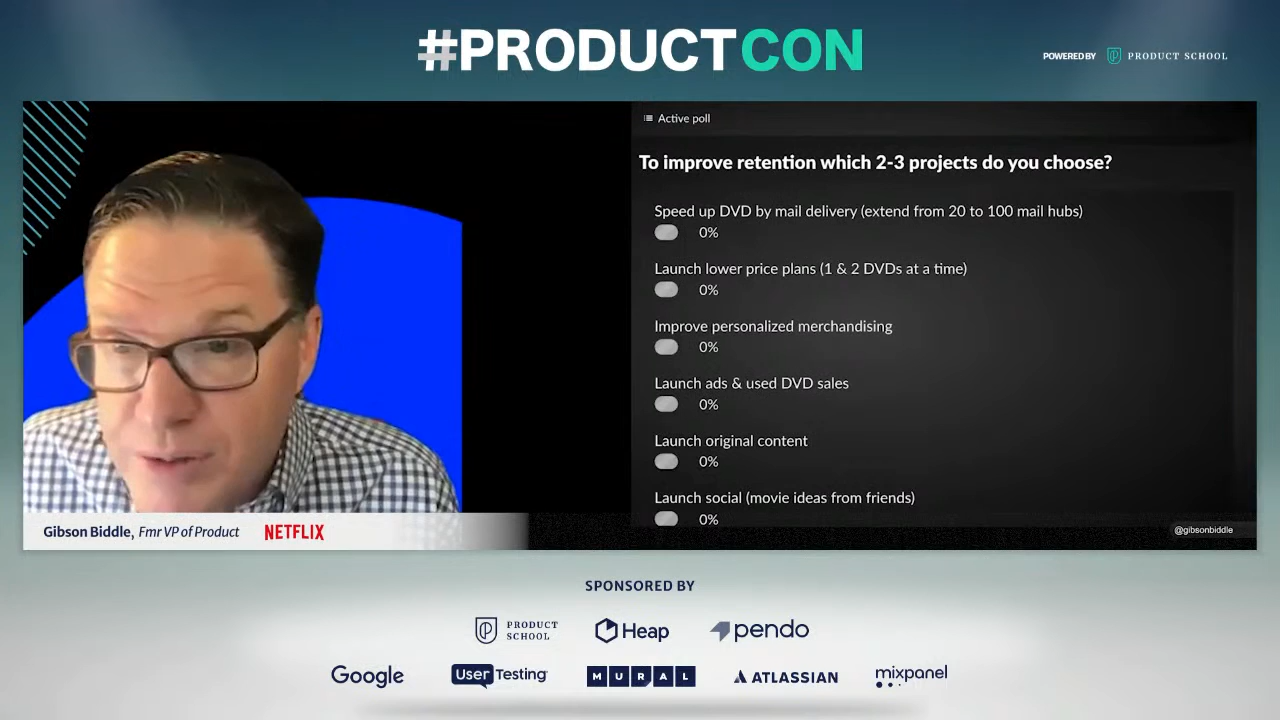 #PRODUCTCON
POWERED BY PRODUCT SCHOOL
Active poll
To improve retention which 2-3 projects do you choose?
Speed up DVD by mail delivery (extend from 20 to 100 mail hubs)
0%
Launch lower price plans (1 & 2 DVDs at a time)
0%
Improve personalized merchandising
0%
Launch ads & used DVD sales
0%
Launch original content
0%
Launch social (movie ideas from friends)
0%
Gibson Biddle, Fmr VP of Product NETFLIX
@gibsonbiddle
SPONSORED BY
PRODUCT SCHOOL Heap pendo
Google UserTesting MURAL ATLASSIAN mixpanel